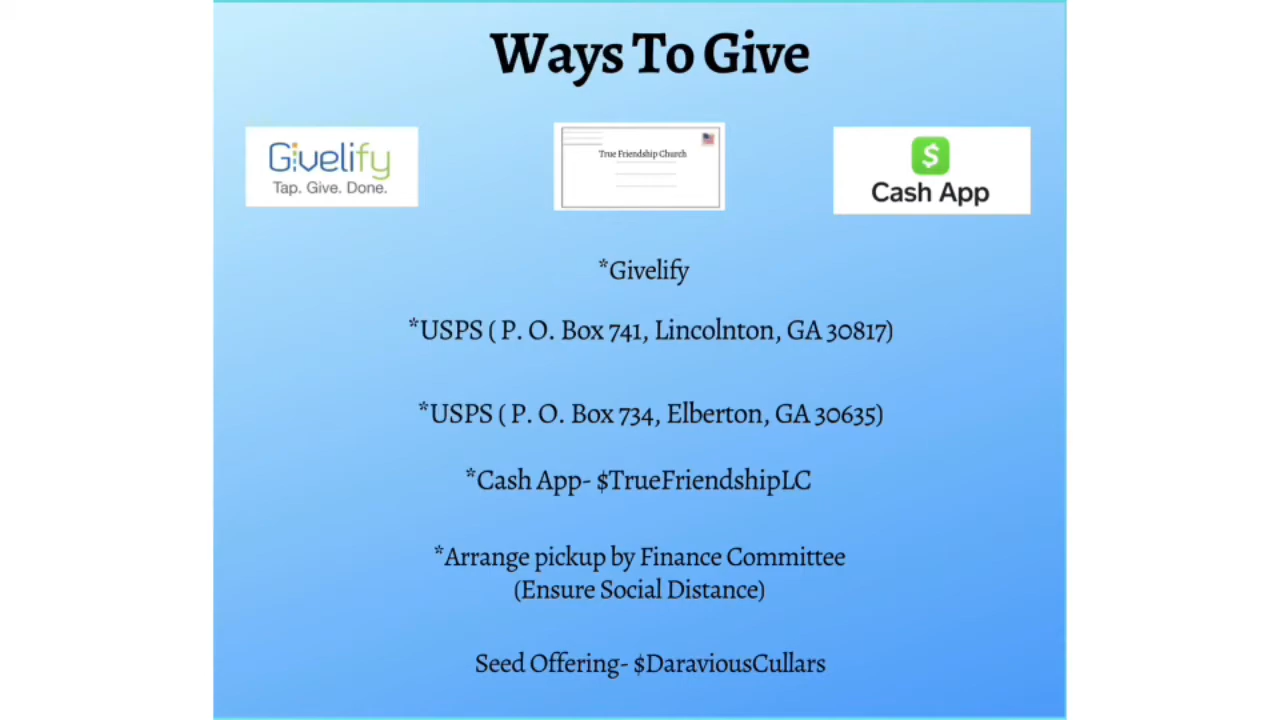 Ways To Give
Givelify
Tap. Give. Done.
True Friendship Church
$
Cash App
*Givelify
*USPS ( P. O. Box 741, Lincolnton, GA 30817)
*USPS ( P. O. Box 734, Elberton, GA 30635)
*Cash App- $TrueFriendshipLC
*Arrange pickup by Finance Committee
(Ensure Social Distance)
Seed Offering- $DaraviousCullars